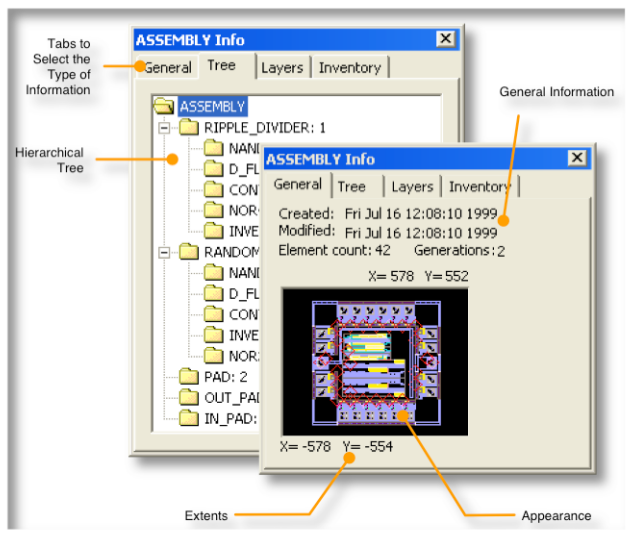 Tabs to
Select the
Type of
Information
ASSEMBLY Info
General Tree Layers Inventory
ASSEMBLY
RIPPLE_DIVIDER: 1
Hierarchical
Tree
RANDOM
PAD: 2
General Information
ASSEMBLY Info
General Tree Layers Inventory
Created: Fri Jul 16 12:08:10 1999
Modified: Fri Jul 16 12:08:10 1999
Element count: 42 Generations: 2
X= 578 Y= 552
X= -578 Y= -554
IN_PAD:
Extents
Appearance